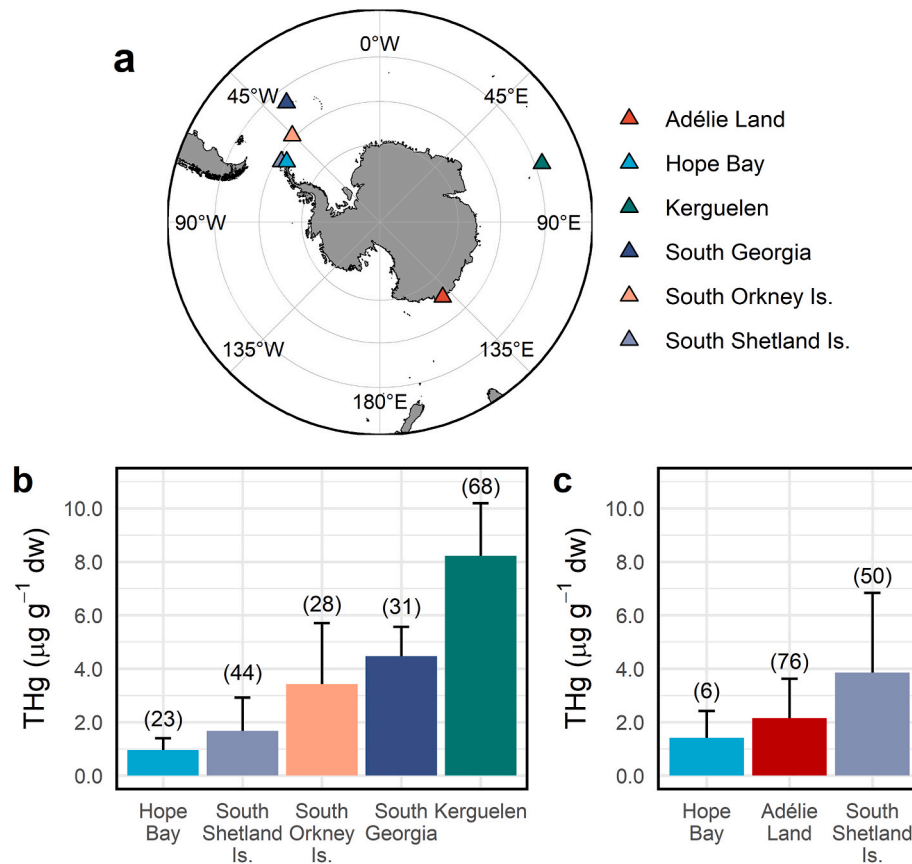 a
0°W
45°W
45°E
90°W
90°E
135°W
135°E
180°E
Adélie Land
Hope Bay
Kerguelen
South Georgia
South Orkney Is.
South Shetland Is.
b
THg (µg g⁻¹ dw)
10.0
8.0
6.0
4.0
2.0
0.0
(23)
(44)
(28)
(31)
(68)
Hope
Bay
South
Shetland
Is.
South
Orkney
Is.
South
Georgia
Kerguelen
c
THg (µg g⁻¹ dw)
10.0
8.0
6.0
4.0
2.0
0.0
(6)
(76)
(50)
Hope
Bay
Adélie
Land
South
Shetland
Is.